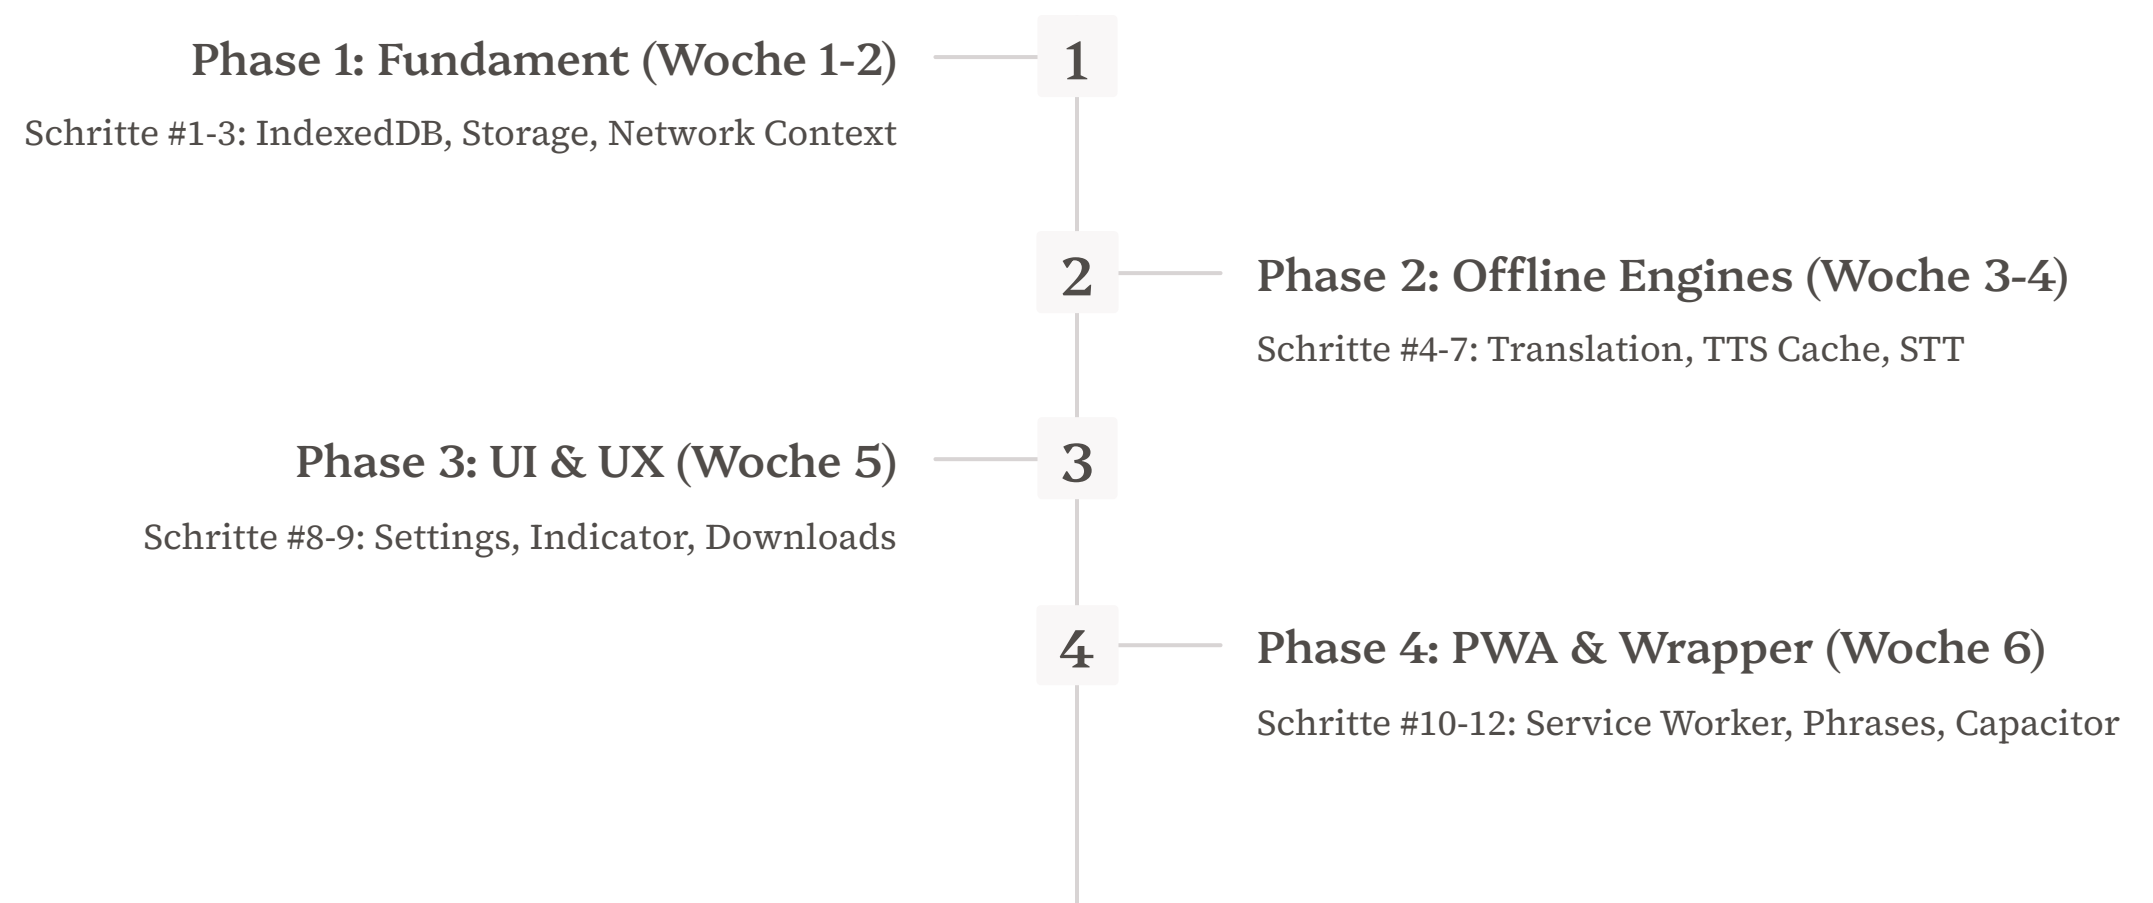 Phase 1: Fundament (Woche 1-2)
1
Schritte #1-3: IndexedDB, Storage, Network Context
2
Phase 2: Offline Engines (Woche 3-4)
Schritte #4-7: Translation, TTS Cache, STT
Phase 3: UI & UX (Woche 5)
3
Schritte #8-9: Settings, Indicator, Downloads
4
Phase 4: PWA & Wrapper (Woche 6)
Schritte #10-12: Service Worker, Phrases, Capacitor